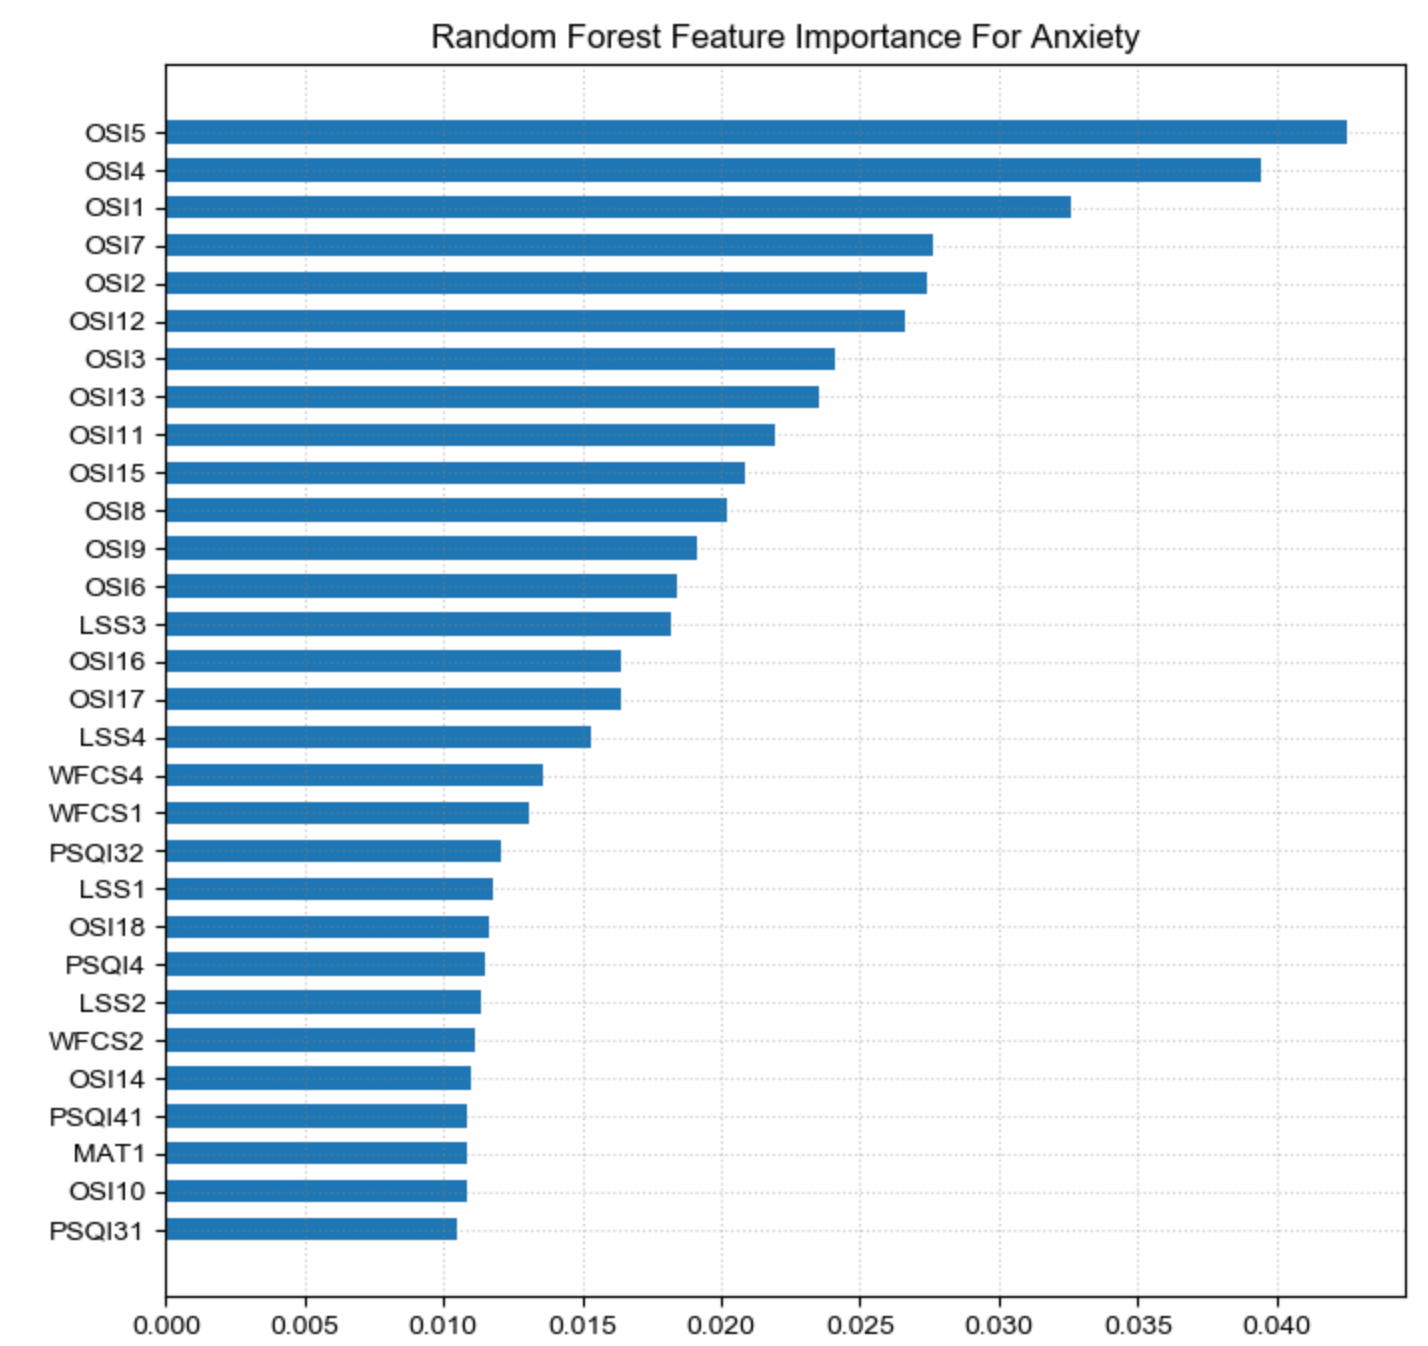 Random Forest Feature Importance For Anxiety
OSI5
OSI4
OSI1
OSI7
OSI2
OSI12
OSI3
OSI13
OSI11
OSI15
OSI8
OSI9
OSI6
LSS3
OSI16
OSI17
LSS4
WFCS4
WFCS1
PSQI32
LSS1
OSI18
PSQI4
LSS2
WFCS2
OSI14
PSQI41
MAT1
OSI10
PSQI31
0.000 0.005 0.010 0.015 0.020 0.025 0.030 0.035 0.040